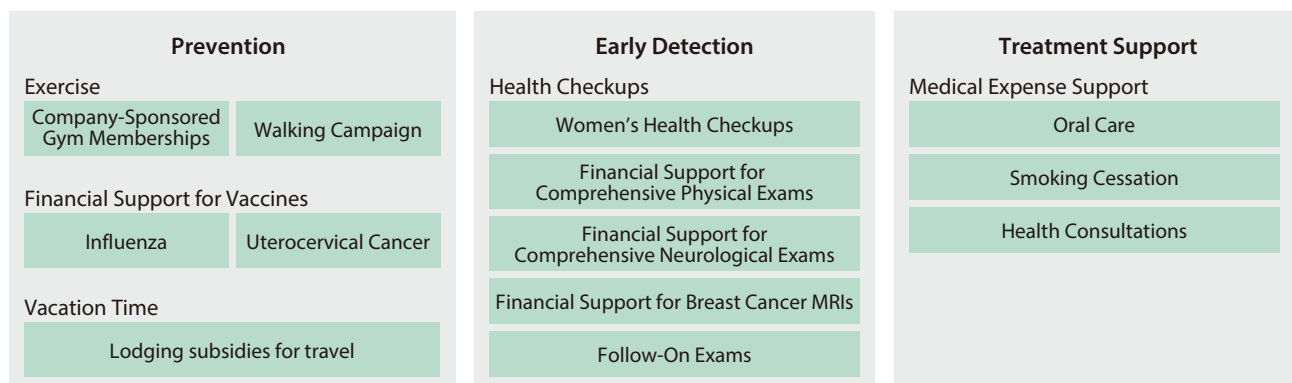 Prevention
Exercise
Company-Sponsored
Gym Memberships
Walking Campaign
Financial Support for Vaccines
Influenza
Uterocervical Cancer
Vacation Time
Lodging subsidies for travel
Early Detection
Health Checkups
Women’s Health Checkups
Financial Support for
Comprehensive Physical Exams
Financial Support for
Comprehensive Neurological Exams
Financial Support for Breast Cancer MRIs
Follow-On Exams
Treatment Support
Medical Expense Support
Oral Care
Smoking Cessation
Health Consultations